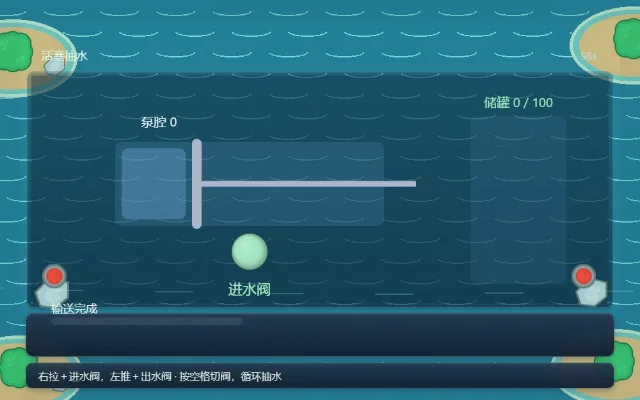 活塞抽水
96s
储罐 0 / 100
泵腔 0
进水阀
输送完成
右拉+进水阀，左推+出水阀 · 按空格切阀，循环抽水